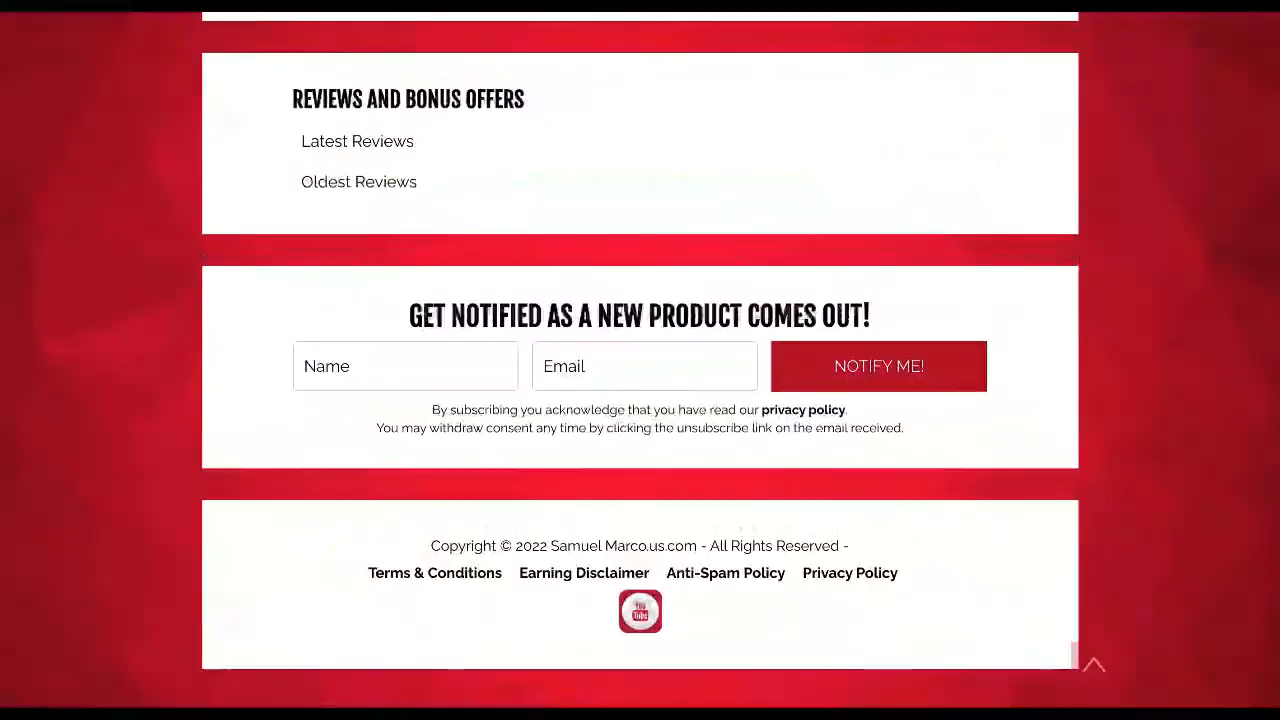 REVIEWS AND BONUS OFFERS
Latest Reviews
Oldest Reviews
GET NOTIFIED AS A NEW PRODUCT COMES OUT!
Name Email NOTIFY ME!
By subscribing you acknowledge that you have read our privacy policy.
You may withdraw consent any time by clicking the unsubscribe link on the email received.
Copyright © 2022 Samuel Marco.us.com - All Rights Reserved -
Terms & Conditions Earning Disclaimer Anti-Spam Policy Privacy Policy
You
Tube